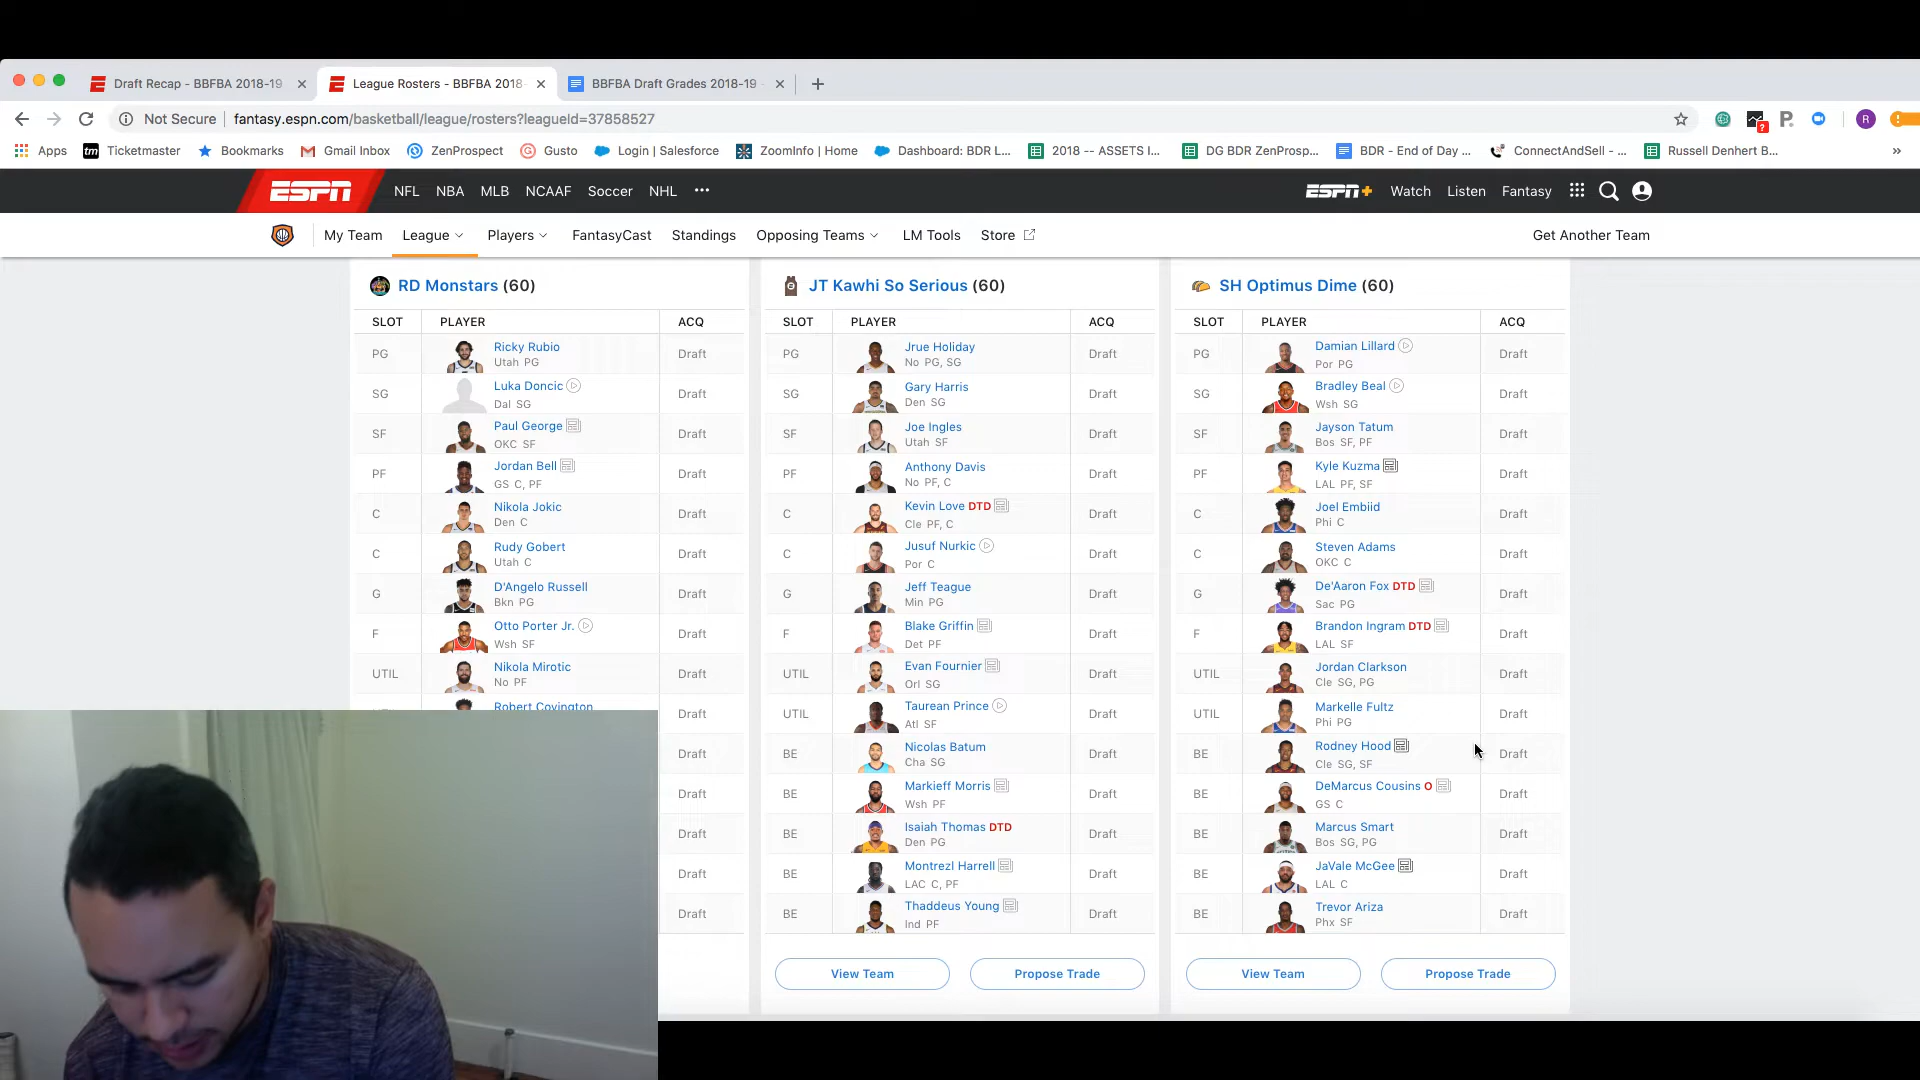 Draft Recap - BBFBA 2018-19
League Rosters - BBFBA 2018-
BBFBA Draft Grades 2018-19
Not Secure
fantasy.espn.com/basketball/league/rosters?leagueId=37858527
?
R
Apps
tm Ticketmaster
Bookmarks
Gmail Inbox
ZenProspect
G Gusto
Login || Salesforce
ZoomInfo | Home
Dashboard: BDR L...
2018 -- ASSETS I...
DG BDR ZenProsp...
BDR - End of Day ...
ConnectAndSell - ...
Russell Denhert B...
»
ESPN NFL NBA MLB NCAAF Soccer NHL •••
ESPN+ Watch Listen Fantasy
My Team League Players FantasyCast Standings Opposing Teams LM Tools Store Get Another Team
RD Monstars (60)
SLOT PLAYER ACQ
PG Ricky Rubio Draft
Utah PG
SG Luka Doncic Draft
Dal SG
SF Paul George Draft
OKC SF
PF Jordan Bell Draft
GS C, PF
C Nikola Jokic Draft
Den C
C Rudy Gobert Draft
Utah C
G D'Angelo Russell Draft
Bkn PG
F Otto Porter Jr. Draft
Wsh SF
UTIL Nikola Mirotic Draft
No PF
Robert Covington Draft
Draft
Draft
Draft
Draft
Draft
JT Kawhi So Serious (60)
SLOT PLAYER ACQ
PG Jrue Holiday Draft
No PG, SG
SG Gary Harris Draft
Den SG
SF Joe Ingles Draft
Utah SF
PF Anthony Davis Draft
No PF, C
C Kevin Love DTD Draft
Cle PF, C
C Jusuf Nurkic Draft
Por C
G Jeff Teague Draft
Min PG
F Blake Griffin Draft
Det PF
UTIL Evan Fournier Draft
Orl SG
UTIL Taurean Prince Draft
Atl SF
BE Nicolas Batum Draft
Cha SG
BE Markieff Morris Draft
Wsh PF
BE Isaiah Thomas DTD Draft
Den PG
BE Montrezl Harrell Draft
LAC C, PF
BE Thaddeus Young Draft
Ind PF
View Team Propose Trade
SH Optimus Dime (60)
SLOT PLAYER ACQ
PG Damian Lillard Draft
Por PG
SG Bradley Beal Draft
Wsh SG
SF Jayson Tatum Draft
Bos SF, PF
PF Kyle Kuzma Draft
LAL PF, SF
C Joel Embiid Draft
Phi C
C Steven Adams Draft
OKC C
G De'Aaron Fox DTD Draft
Sac PG
F Brandon Ingram DTD Draft
LAL SF
UTIL Jordan Clarkson Draft
Cle SG, PG
UTIL Markelle Fultz Draft
Phi PG
BE Rodney Hood Draft
Cle SG, SF
BE DeMarcus Cousins O Draft
GS C
BE Marcus Smart Draft
Bos SG, PG
BE JaVale McGee Draft
LAL C
BE Trevor Ariza Draft
Phx SF
View Team Propose Trade